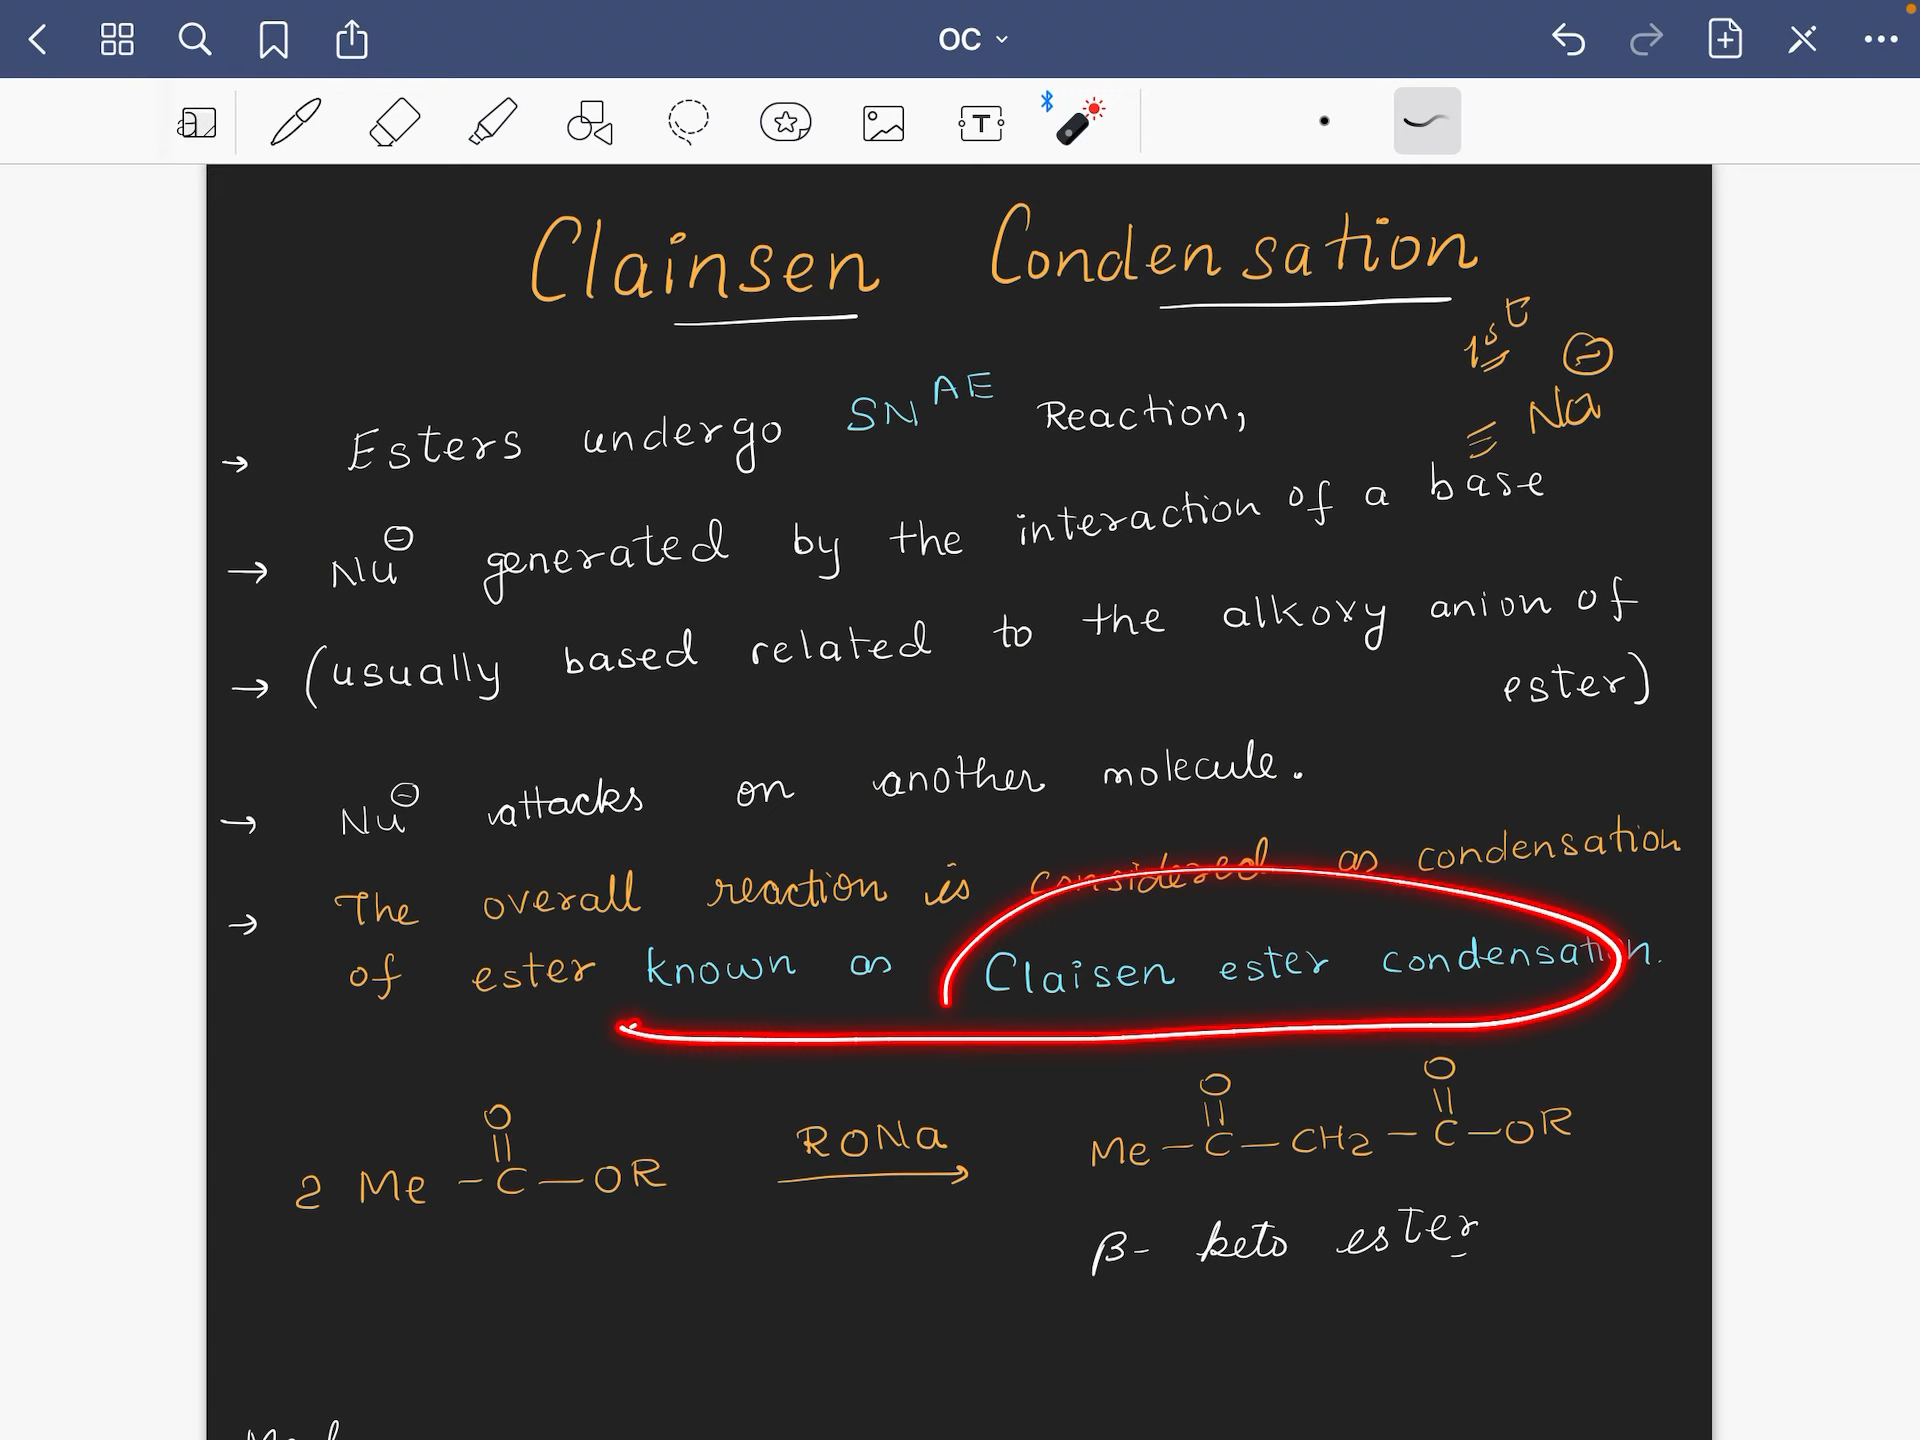 OC
T
Clainsen Condensation
1st ⊖
Na
→ Esters undergo SN^AE Reaction,
→ Nu⊖ generated by the interaction of a base
→ (usually based related to the alkoxy anion of
ester)
→ Nu⊖ attacks on another molecule.
→ The overall reaction is considered as condensation
of ester known as Claisen ester condensation.
O O O
|| || ||
2 Me - C - OR RONa Me - C - CH2 - C - OR
β- keto ester